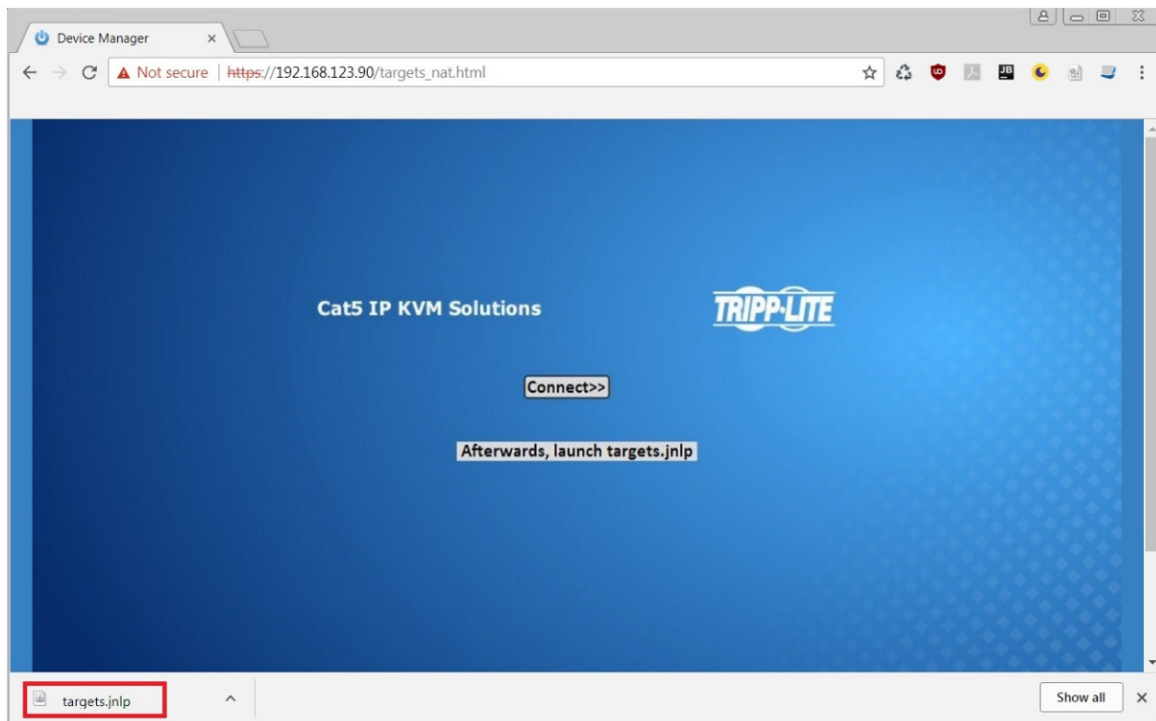 Device Manager
Not secure | https://192.168.123.90/targets_nat.html
JB
Cat5 IP KVM Solutions
TRIPP·LITE
Connect>>
Afterwards, launch targets.jnlp
targets.jnlp
Show all